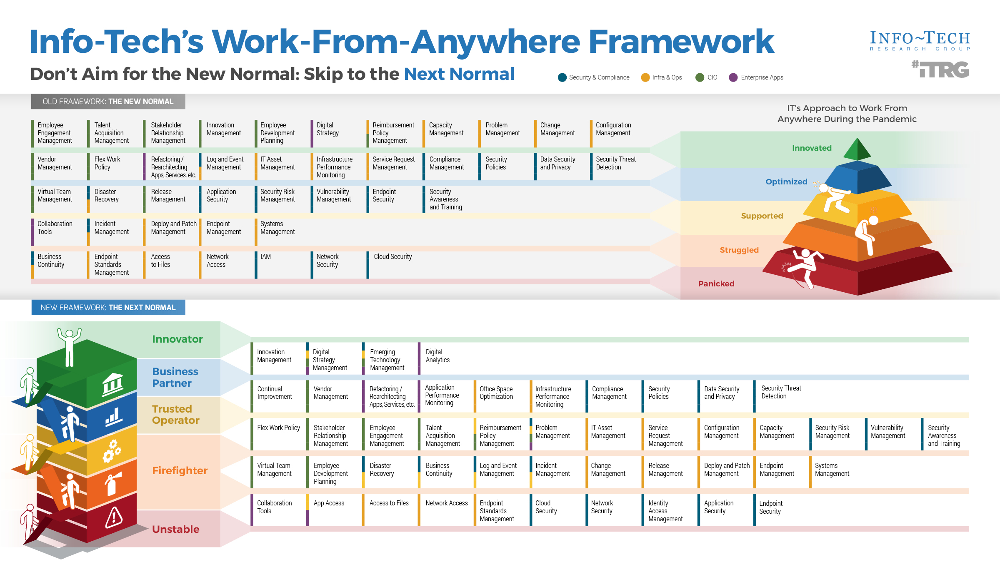 Info-Tech's Work-From-Anywhere Framework
INFO~TECH
RESEARCH GROUP
Don't Aim for the New Normal: Skip to the Next Normal
Security & Compliance
Infra & Ops
CIO
Enterprise Apps
#iTRG
OLD FRAMEWORK: THE NEW NORMAL
IT's Approach to Work From
Anywhere During the Pandemic
Employee
Engagement
Management
Talent
Acquisition
Management
Stakeholder
Relationship
Management
Innovation
Management
Employee
Development
Planning
Digital
Strategy
Reimbursement
Policy
Management
Capacity
Management
Problem
Management
Change
Management
Configuration
Management
Innovated
Vendor
Management
Flex Work
Policy
Refactoring /
Rearchitecting
Apps, Services, etc.
Log and Event
Management
IT Asset
Management
Infrastructure
Performance
Monitoring
Service Request
Management
Compliance
Management
Security
Policies
Data Security
and Privacy
Security Threat
Detection
Optimized
Virtual Team
Management
Disaster
Recovery
Release
Management
Application
Security
Security Risk
Management
Vulnerability
Management
Endpoint
Security
Security
Awareness
and Training
Supported
Collaboration
Tools
Incident
Management
Deploy and Patch
Management
Endpoint
Management
Systems
Management
Struggled
Business
Continuity
Endpoint
Standards
Management
Access
to Files
Network
Access
IAM
Network
Security
Cloud Security
Panicked
NEW FRAMEWORK: THE NEXT NORMAL
Innovator
Innovation
Management
Digital
Strategy
Management
Emerging
Technology
Management
Digital
Analytics
Business
Partner
Continual
Improvement
Vendor
Management
Refactoring /
Rearchitecting
Apps, Services, etc.
Application
Performance
Monitoring
Office Space
Optimization
Infrastructure
Performance
Monitoring
Compliance
Management
Security
Policies
Data Security
and Privacy
Security Threat
Detection
Trusted
Operator
Flex Work Policy
Stakeholder
Relationship
Management
Employee
Engagement
Management
Talent
Acquisition
Management
Reimbursement
Policy
Management
Problem
Management
IT Asset
Management
Service
Request
Management
Configuration
Management
Capacity
Management
Security Risk
Management
Vulnerability
Management
Security
Awareness
and Training
Firefighter
Virtual Team
Management
Employee
Development
Planning
Disaster
Recovery
Business
Continuity
Log and Event
Management
Incident
Management
Change
Management
Release
Management
Deploy and Patch
Management
Endpoint
Management
Systems
Management
Unstable
Collaboration
Tools
App Access
Access to Files
Network Access
Endpoint
Standards
Management
Cloud
Security
Network
Security
Identity
Access
Management
Application
Security
Endpoint
Security